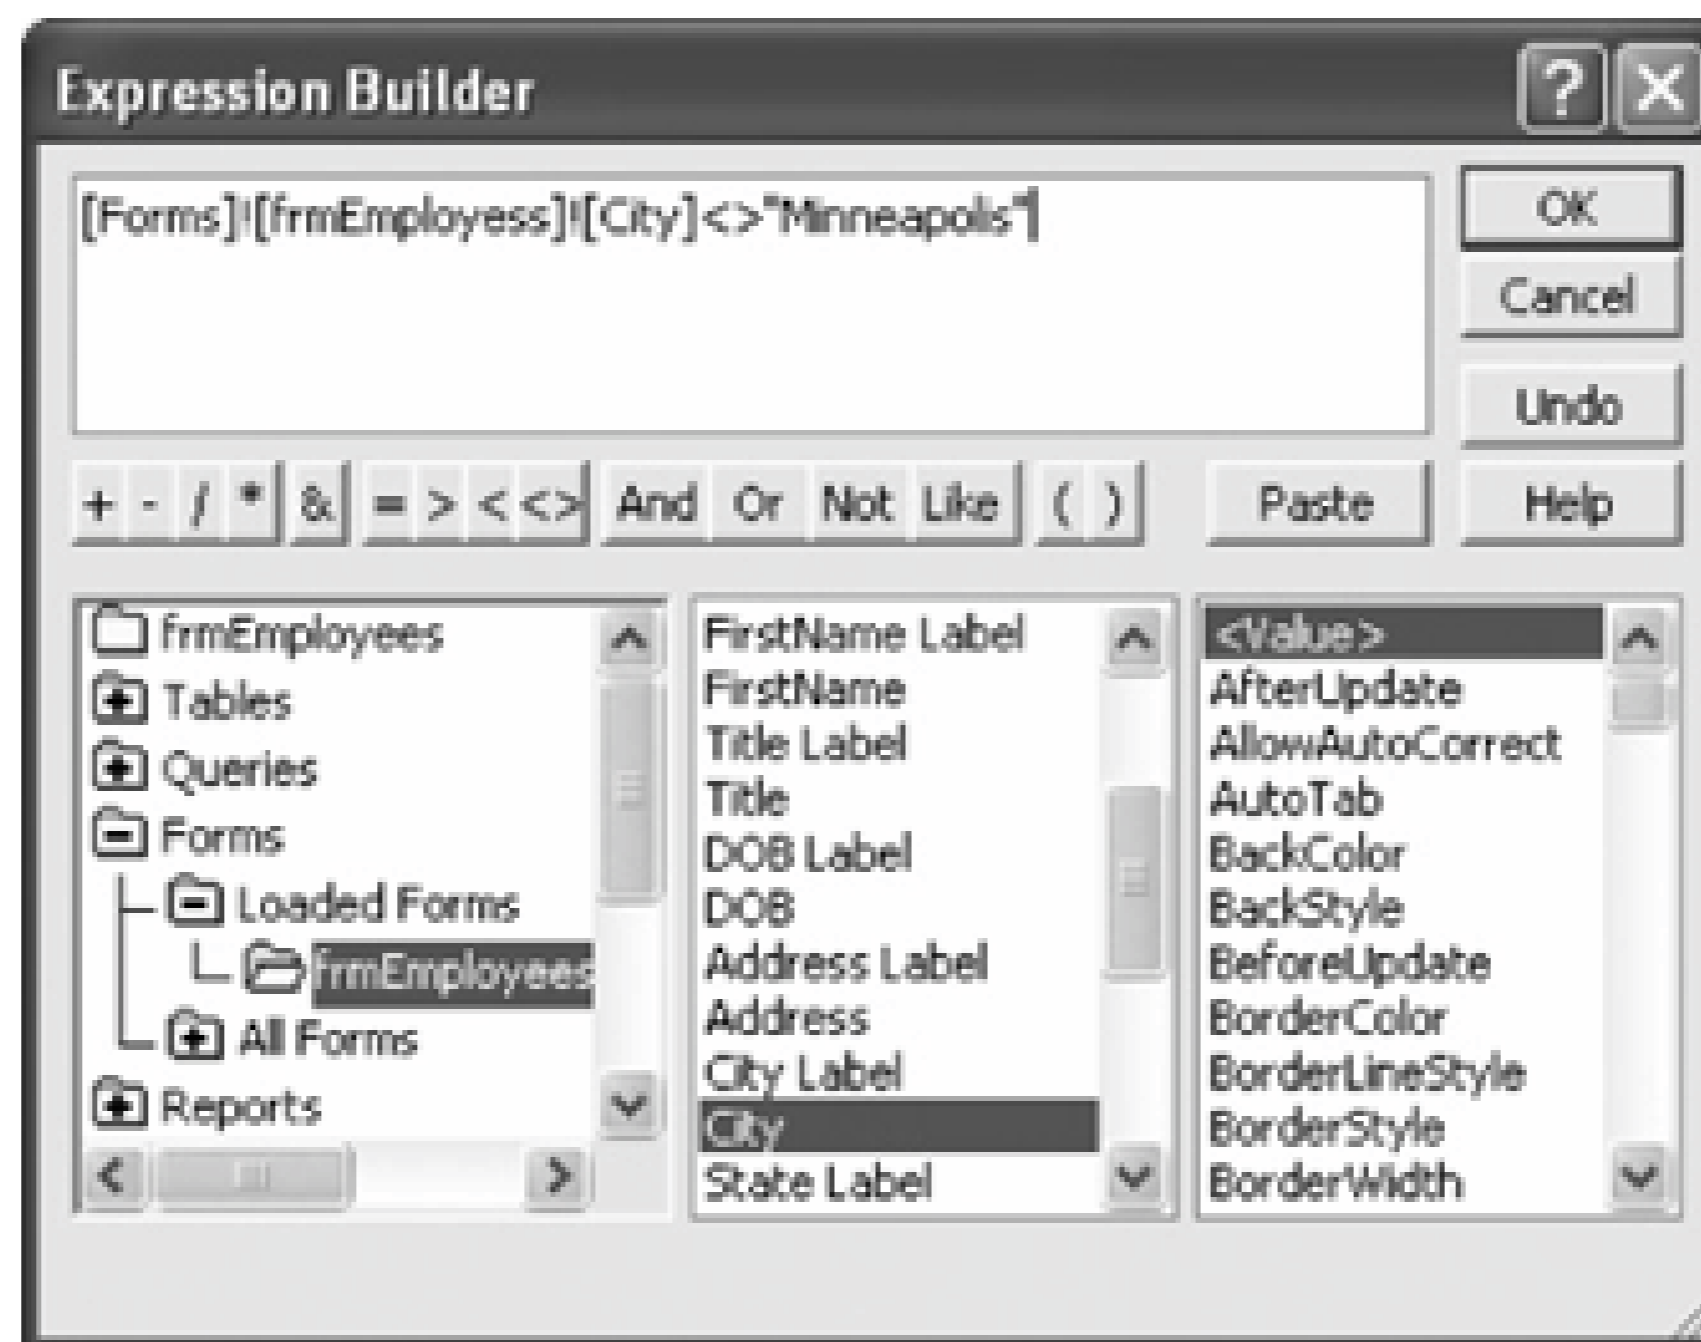 Expression Builder
[Forms]![frmEmployess]![City]<>"Minneapolis"
OK
Cancel
Undo
+ - / * & = > < <> And Or Not Like ( ) Paste Help
frmEmployees
Tables
Queries
Forms
Loaded Forms
frmEmployees
All Forms
Reports
FirstName Label
FirstName
Title Label
Title
DOB Label
DOB
Address Label
Address
City Label
City
State Label
<Value>
AfterUpdate
AllowAutoCorrect
AutoTab
BackColor
BackStyle
BeforeUpdate
BorderColor
BorderLineStyle
BorderStyle
BorderWidth